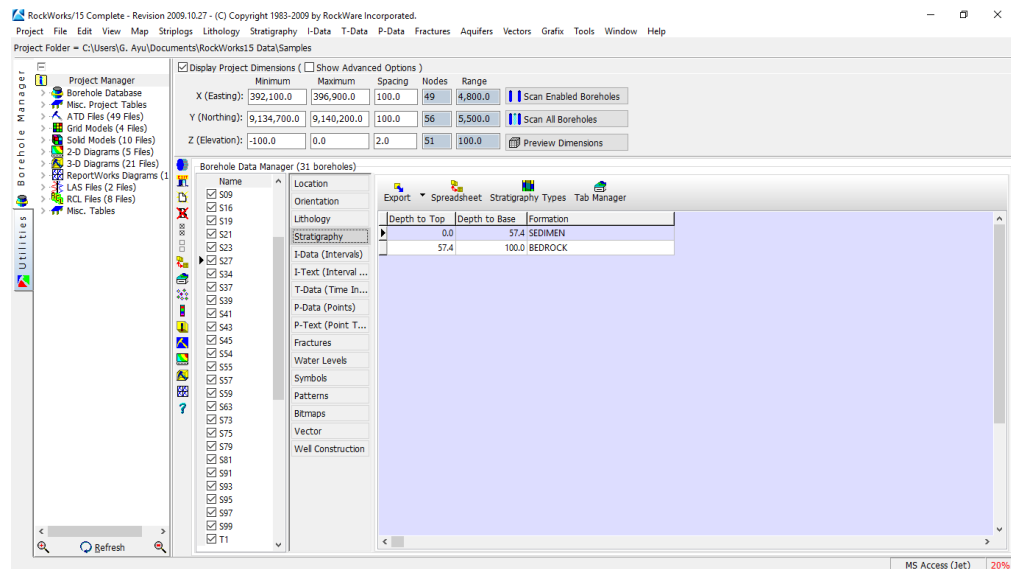 RockWorks/15 Complete - Revision 2009.10.27 - (C) Copyright 1983-2009 by RockWare Incorporated.
Project File Edit View Map Striplogs Lithology Stratigraphy I-Data T-Data P-Data Fractures Aquifers Vectors Grafix Tools Window Help
Project Folder = C:\Users\G. Ayu\Documents\RockWorks15 Data\Samples
Borehole Manager
Utilities
Project Manager
Borehole Database
Misc. Project Tables
ATD Files (49 Files)
Grid Models (4 Files)
Solid Models (10 Files)
2-D Diagrams (5 Files)
3-D Diagrams (21 Files)
ReportWorks Diagrams (1
LAS Files (2 Files)
RCL Files (8 Files)
Misc. Tables
Refresh
Display Project Dimensions ( Show Advanced Options )
Minimum Maximum Spacing Nodes Range
X (Easting): 392,100.0 396,900.0 100.0 49 4,800.0 Scan Enabled Boreholes
Y (Northing): 9,134,700.0 9,140,200.0 100.0 56 5,500.0 Scan All Boreholes
Z (Elevation): -100.0 0.0 2.0 51 100.0 Preview Dimensions
Borehole Data Manager (31 boreholes)
EXIT
Name
S09
S16
S19
S21
S23
S27
S34
S37
S39
S41
S43
S45
S54
S55
S57
S59
S63
S73
S75
S79
S81
S91
S93
S95
S97
S99
T1
Location
Orientation
Lithology
Stratigraphy
I-Data (Intervals)
I-Text (Interval ...
T-Data (Time In...
P-Data (Points)
P-Text (Point T...
Fractures
Water Levels
Symbols
Patterns
Bitmaps
Vector
Well Construction
Export Spreadsheet Stratigraphy Types Tab Manager
Depth to Top Depth to Base Formation
0.0 57.4 SEDIMEN
57.4 100.0 BEDROCK
MS Access (Jet) 20%